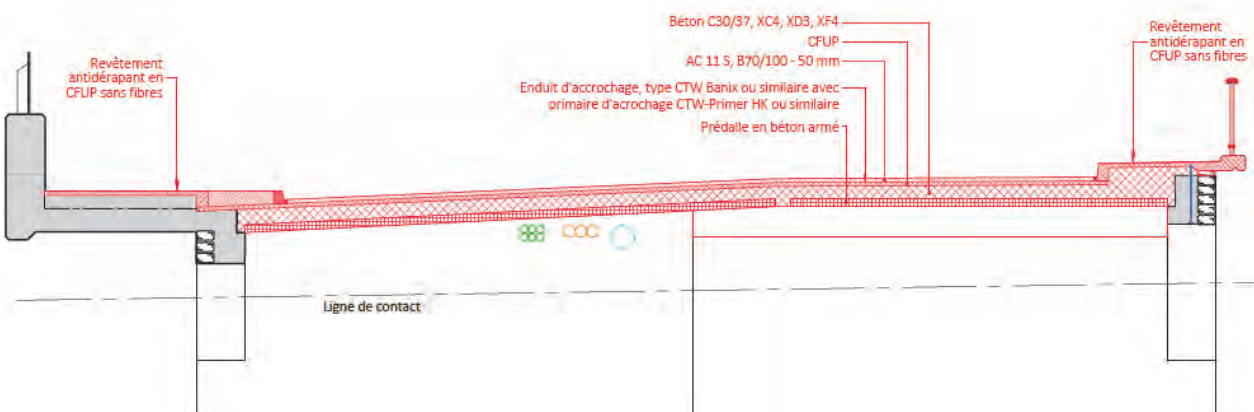 Revêtement
antidérapant en
CFUP sans fibres
Béton C30/37, XC4, XD3, XF4
CFUP
AC 11 S, B70/100 - 50 mm
Enduit d'accrochage, type CTW Banix ou similaire avec
primaire d'acrochage CTW-Primer HK ou similaire
Prédalle en béton armé
Revêtement
antidérapant en
CFUP sans fibres
Ligne de contact